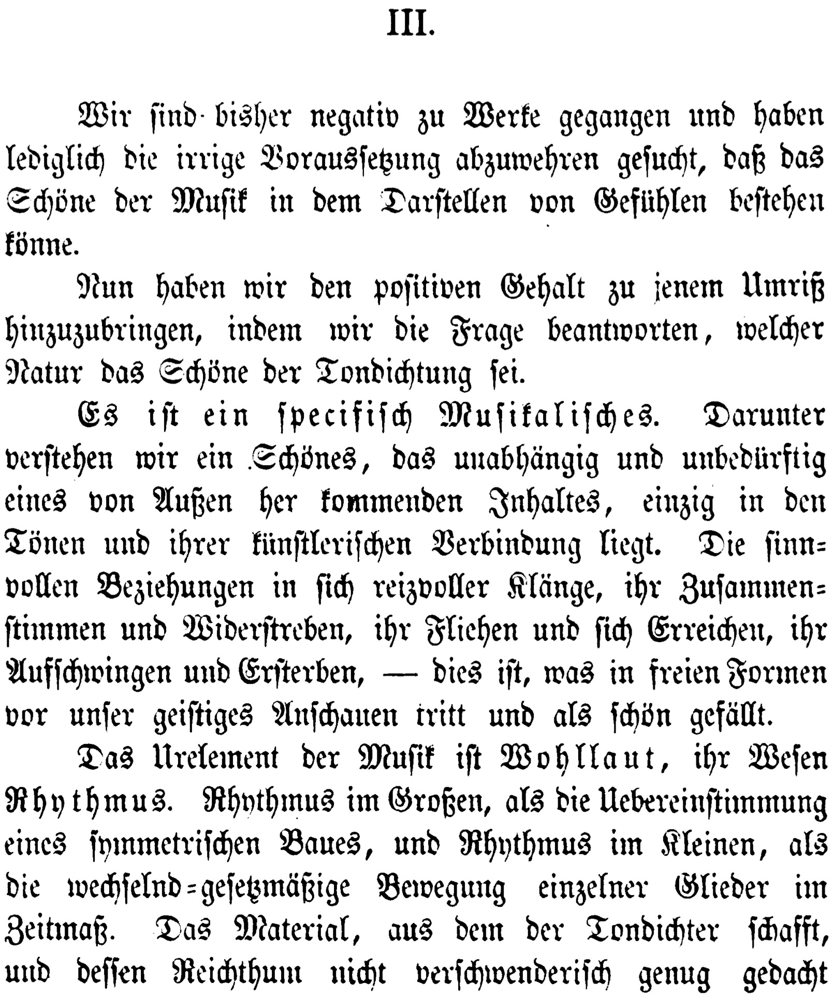 III.
Wir sind bisher negativ zu Werke gegangen und haben
lediglich die irrige Voraussetzung abzuwehren gesucht, daß das
Schöne der Musik in dem Darstellen von Gefühlen bestehen
könne.
Nun haben wir den positiven Gehalt zu jenem Umriß
hinzuzubringen, indem wir die Frage beantworten, welcher
Natur das Schöne der Tondichtung sei.
Es ist ein specifisch Musikalisches. Darunter
verstehen wir ein Schönes, das unabhängig und unbedürftig
eines von Außen her kommenden Inhaltes, einzig in den
Tönen und ihrer künstlerischen Verbindung liegt. Die sinn=
vollen Beziehungen in sich reizvoller Klänge, ihr Zusammen=
stimmen und Widerstreben, ihr Fliehen und sich Erreichen, ihr
Aufschwingen und Ersterben, — dies ist, was in freien Formen
vor unser geistiges Anschauen tritt und als schön gefällt.
Das Urelement der Musik ist Wohllaut, ihr Wesen
Rhythmus. Rhythmus im Großen, als die Uebereinstimmung
eines symmetrischen Baues, und Rhythmus im Kleinen, als
die wechselnd=gesetzmäßige Bewegung einzelner Glieder im
Zeitmaß. Das Material, aus dem der Tondichter schafft,
und dessen Reichthum nicht verschwenderisch genug gedacht